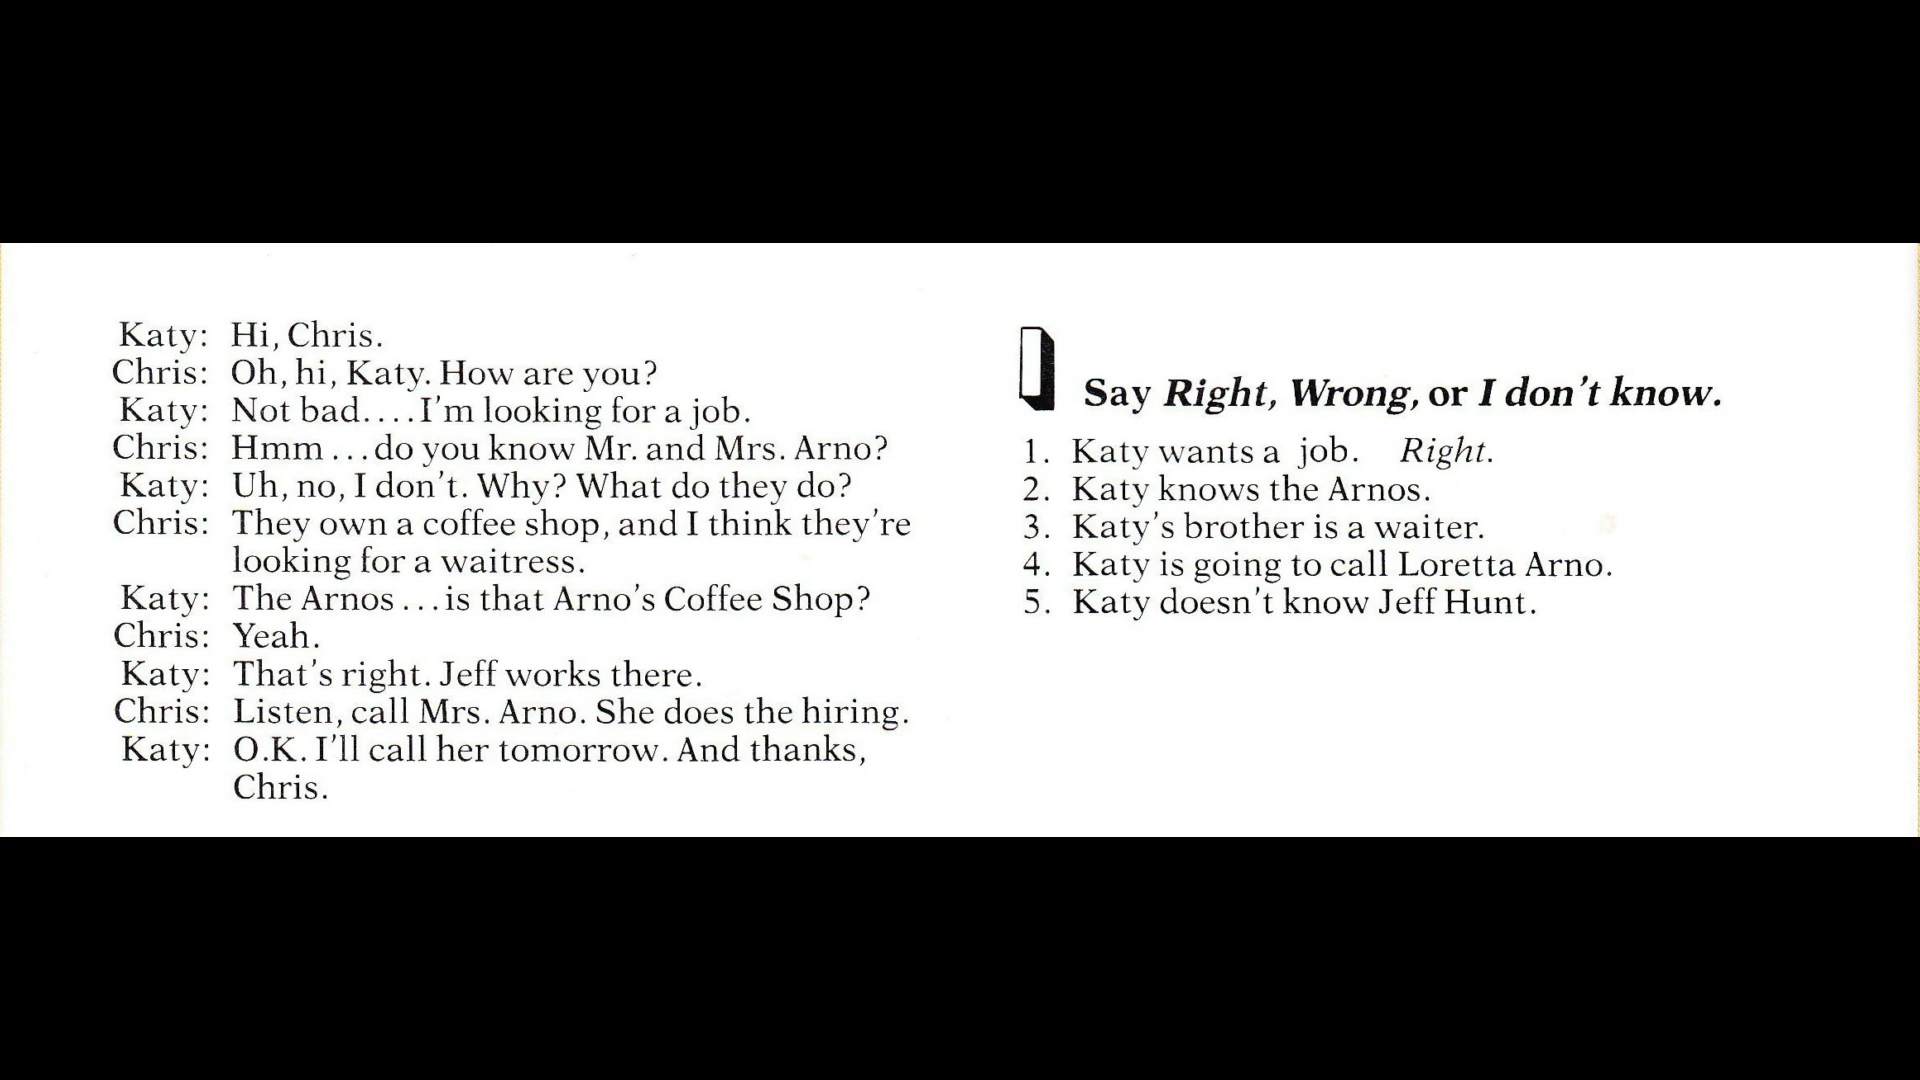 Katy: Hi, Chris.
Chris: Oh, hi, Katy. How are you?
Katy: Not bad....I'm looking for a job.
Chris: Hmm ...do you know Mr. and Mrs. Arno?
Katy: Uh, no, I don't. Why? What do they do?
Chris: They own a coffee shop, and I think they're
looking for a waitress.
Katy: The Arnos ...is that Arno's Coffee Shop?
Chris: Yeah.
Katy: That's right. Jeff works there.
Chris: Listen, call Mrs. Arno. She does the hiring.
Katy: O.K. I'll call her tomorrow. And thanks,
Chris.
Say Right, Wrong, or I don't know.
1. Katy wants a job. Right.
2. Katy knows the Arnos.
3. Katy's brother is a waiter.
4. Katy is going to call Loretta Arno.
5. Katy doesn't know Jeff Hunt.